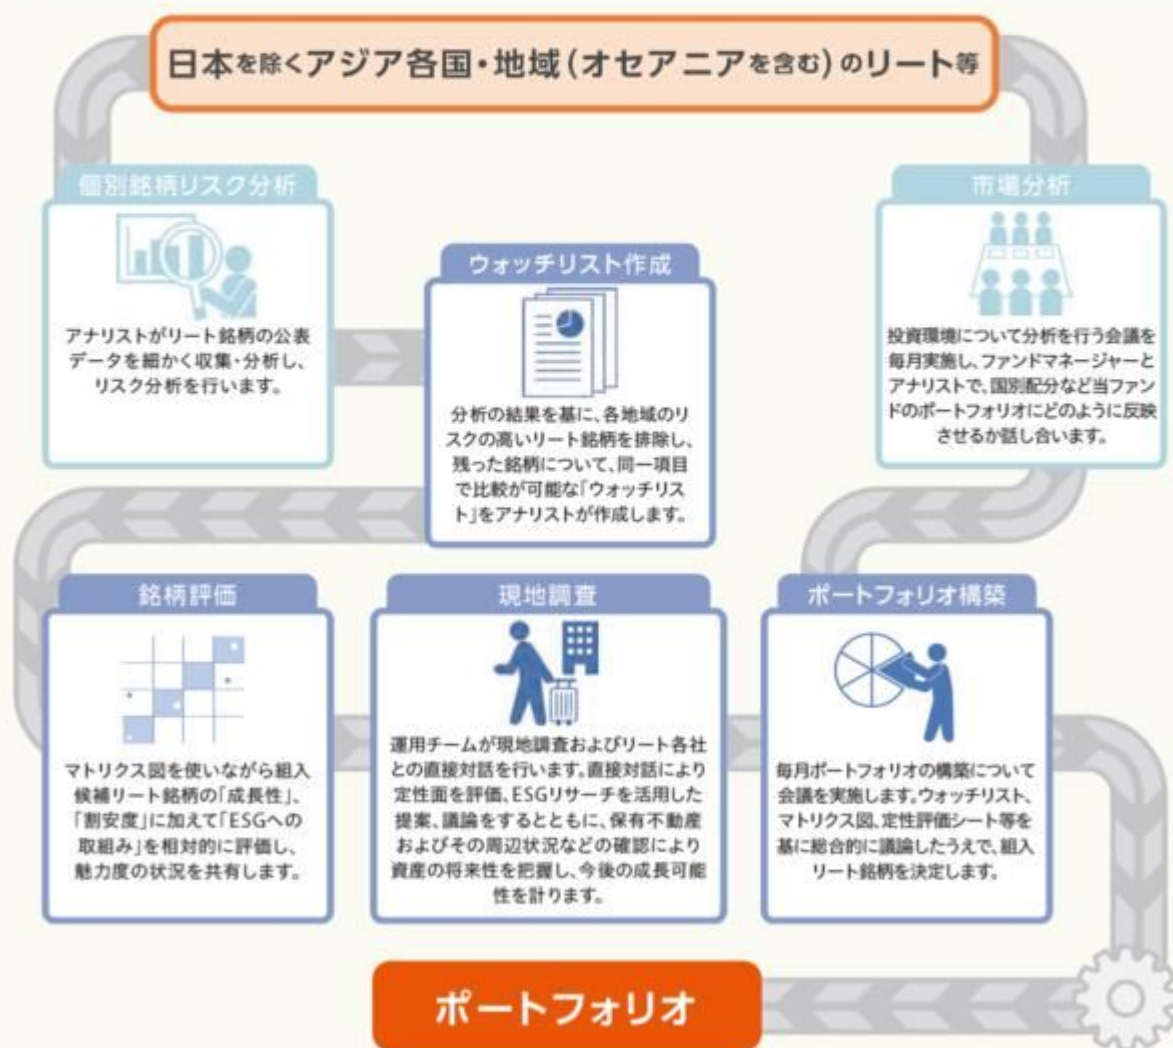 日本を除くアジア各国・地域(オセアニアを含む)のリート等
個別銘柄リスク分析
アナリストがリート銘柄の公表
データを細かく収集・分析し、
リスク分析を行います。
ウォッチリスト作成
分析の結果を基に、各地域のリ
スクの高いリート銘柄を排除し、
残った銘柄について、同一項目
で比較が可能な「ウォッチリス
ト」をアナリストが作成します。
市場分析
投資環境について分析を行う会議を
毎月実施し、ファンドマネージャーと
アナリストで、国別配分など当ファン
ドのポートフォリオにどのように反映
させるか話し合います。
銘柄評価
マトリクス図を使いながら組入
候補リート銘柄の「成長性」、
「割安度」に加えて「ESGへの
取組み」を相対的に評価し、
魅力度の状況を共有します。
現地調査
運用チームが現地調査およびリート各社
との直接対話を行います。直接対話により
定性面を評価、ESGリサーチを活用した
提案、議論をするとともに、保有不動産
およびその周辺状況などの確認により
資産の将来性を把握し、今後の成長可能
性を計ります。
ポートフォリオ構築
毎月ポートフォリオの構築について
会議を実施します。ウォッチリスト、
マトリクス図、定性評価シート等を
基に総合的に議論したうえで、組入
リート銘柄を決定します。
ポートフォリオ